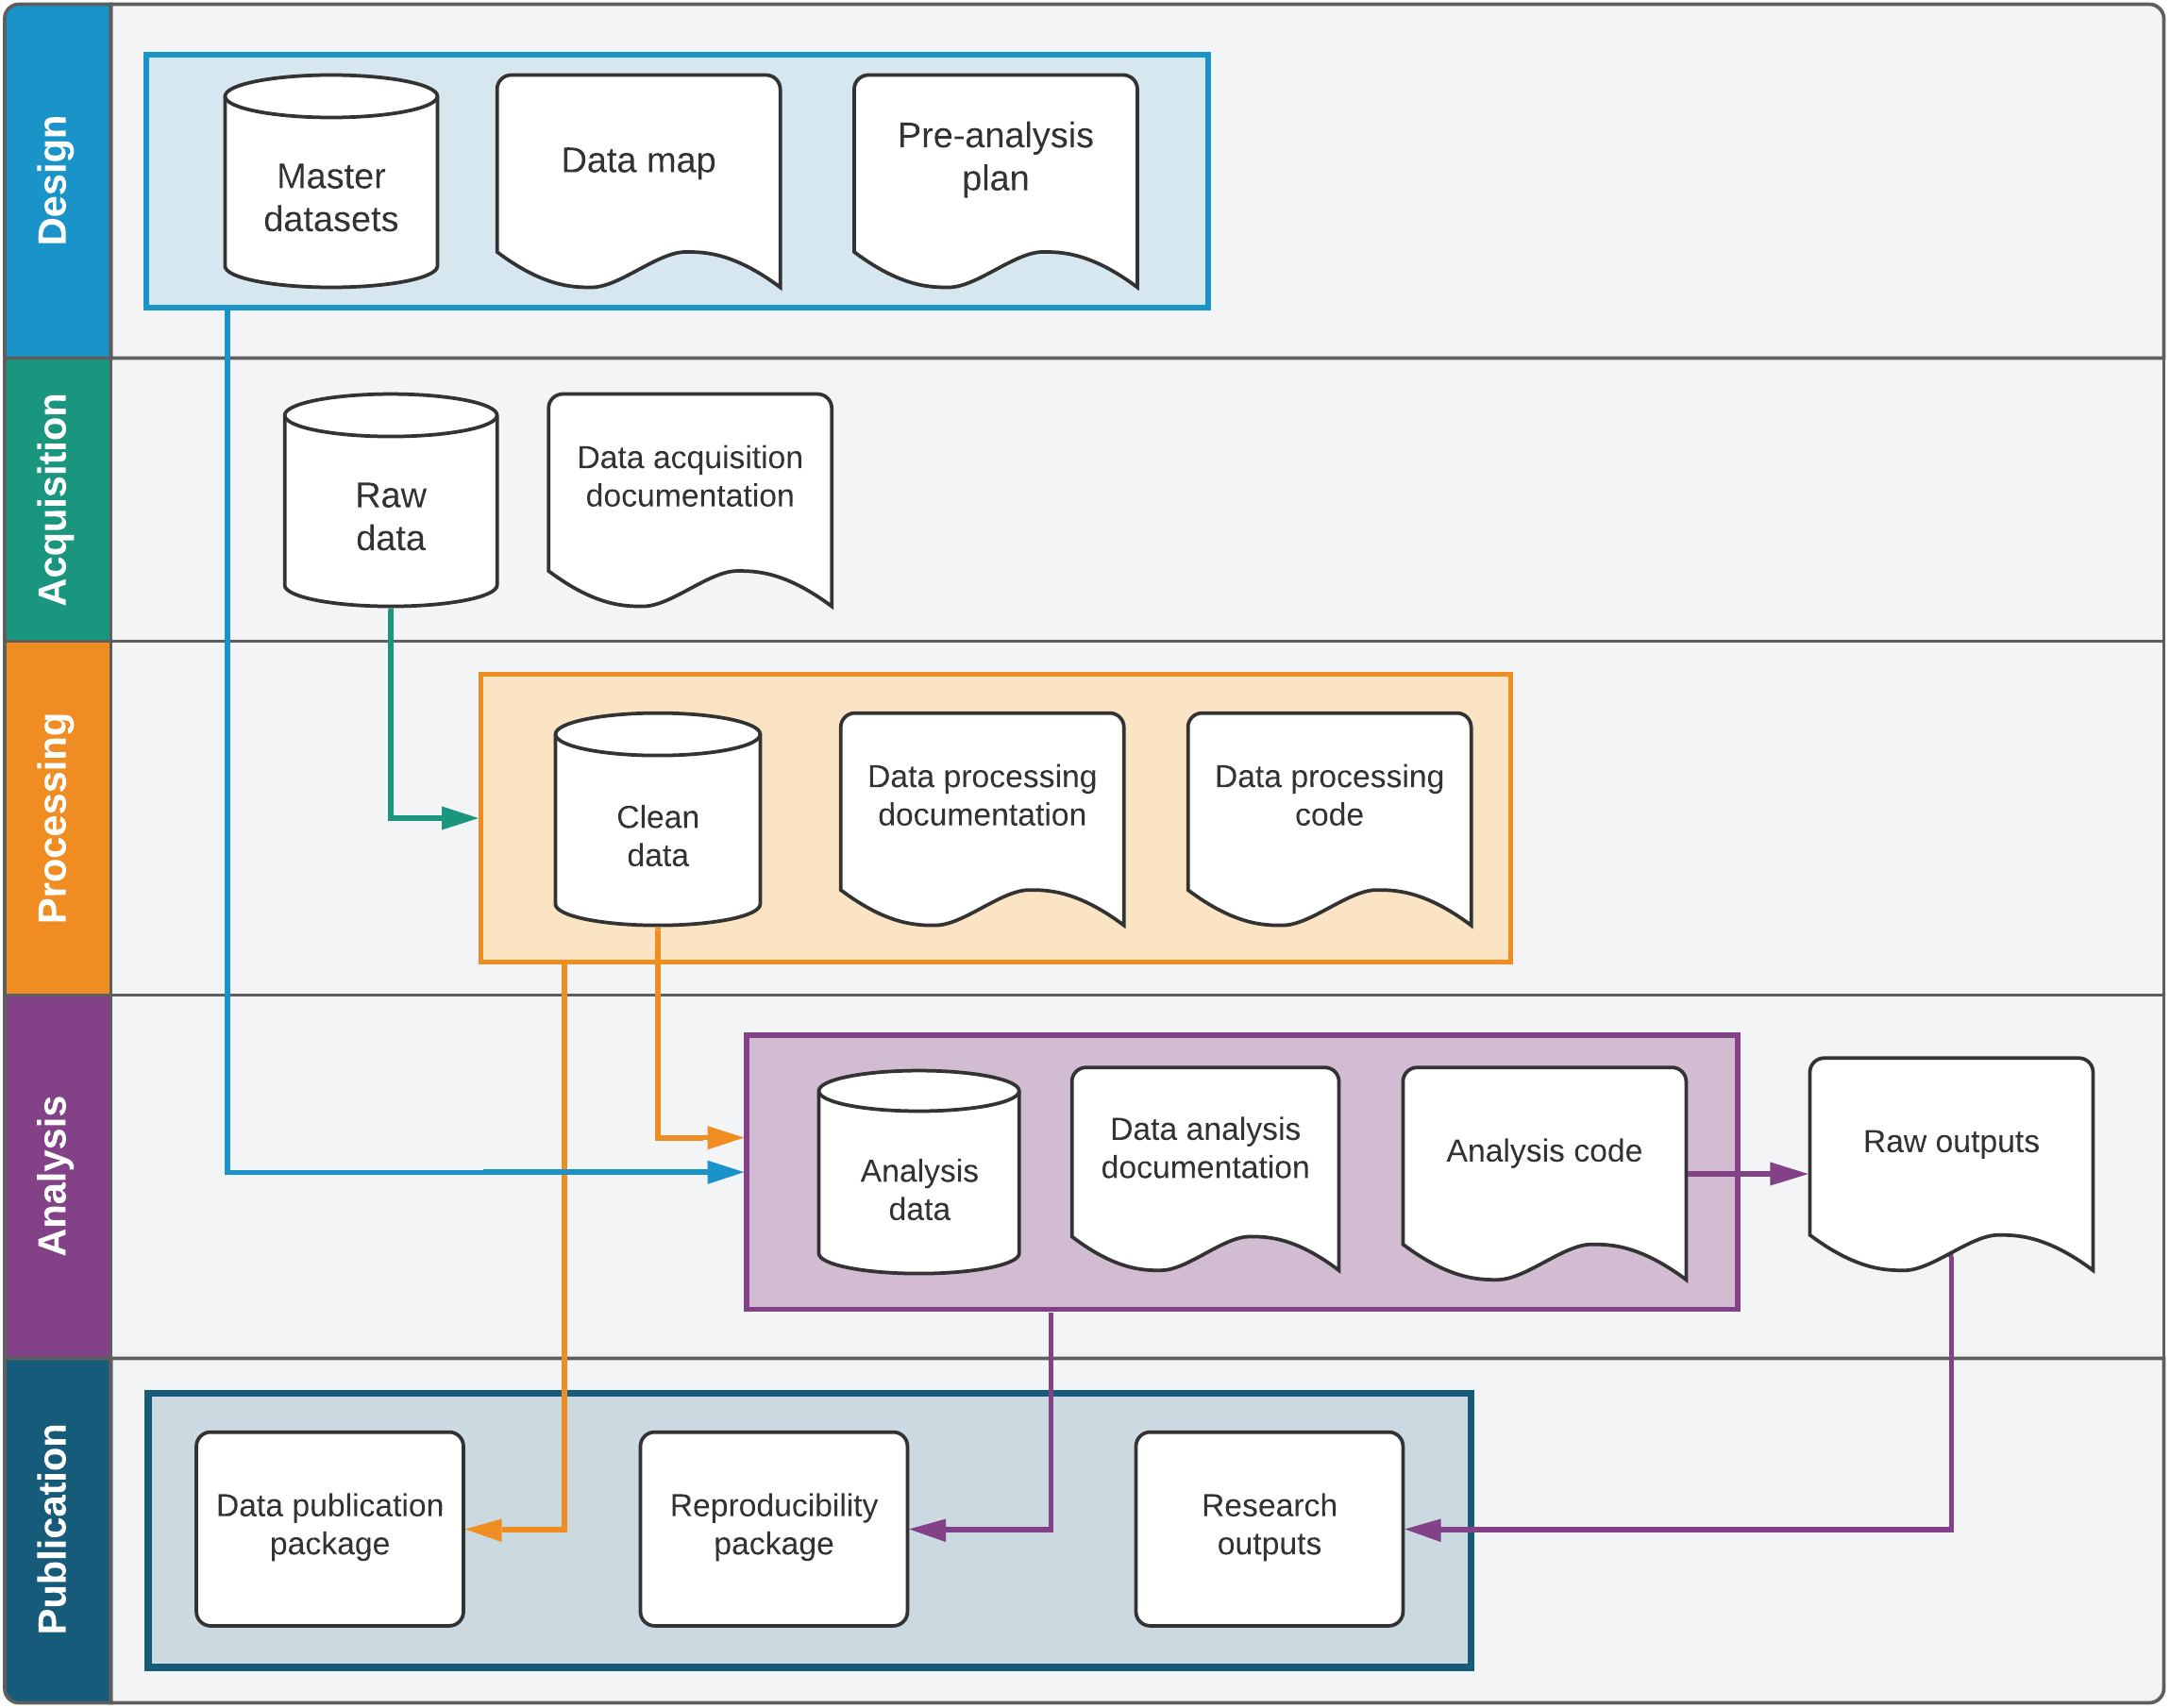 Design
Master
datasets
Data map
Pre-analysis
plan
Acquisition
Raw
data
Data acquisition
documentation
Processing
Clean
data
Data processing
documentation
Data processing
code
Analysis
Analysis
data
Data analysis
documentation
Analysis code
Raw outputs
Publication
Data publication
package
Reproducibility
package
Research
outputs